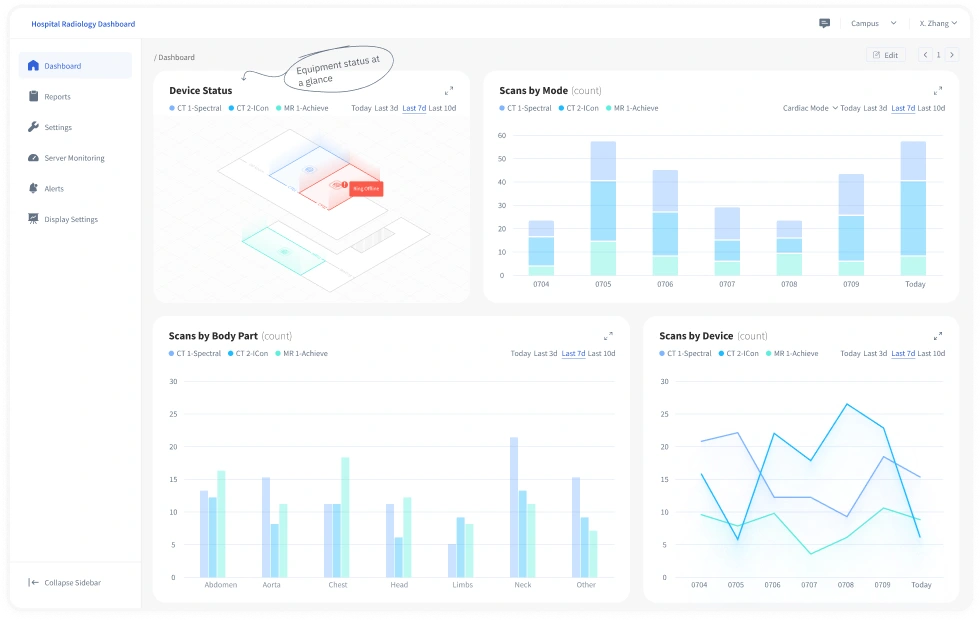 Hospital Radiology Dashboard
Campus
X. Zhang
Dashboard
Reports
Settings
Server Monitoring
Alerts
Display Settings
Collapse Sidebar
/ Dashboard
Edit
1
Equipment status at
a glance
Device Status
CT 1-Spectral CT 2-ICon MR 1-Achieve Today Last 3d Last 7d Last 10d
Ring Offline
Scans by Mode (count)
CT 1-Spectral CT 2-ICon MR 1-Achieve Cardiac Mode Today Last 3d Last 7d Last 10d
60
50
40
30
20
10
0
0704 0705 0706 0707 0708 0709 Today
Scans by Body Part (count)
CT 1-Spectral CT 2-ICon MR 1-Achieve Today Last 3d Last 7d Last 10d
30
25
20
15
10
5
0
Abdomen Aorta Chest Head Limbs Neck Other
Scans by Device (count)
CT 1-Spectral CT 2-ICon MR 1-Achieve Today Last 3d Last 7d Last 10d
30
25
20
15
10
5
0
0704 0705 0706 0707 0708 0709 Today